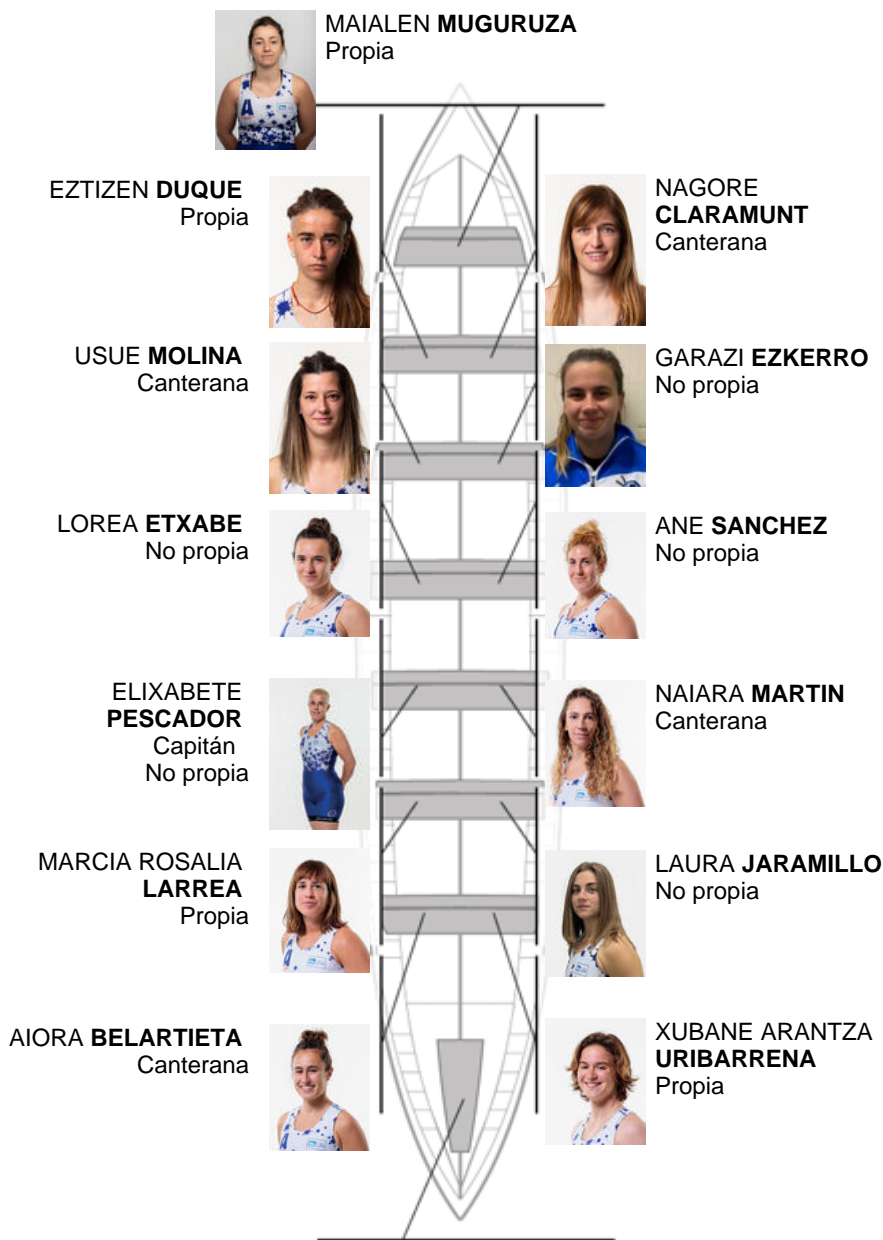 MAIALEN MUGURUZA
Propia
EZTIZEN DUQUE
Propia
NAGORE
CLARAMUNT
Canterana
USUE MOLINA
Canterana
GARAZI EZKERRO
No propia
LOREA ETXABE
No propia
ANE SANCHEZ
No propia
ELIXABETE
PESCADOR
Capitán
No propia
NAIARA MARTIN
Canterana
MARCIA ROSALIA
LARREA
Propia
LAURA JARAMILLO
No propia
AIORA BELARTIETA
Canterana
XUBANE ARANTZA
URIBARRENA
Propia